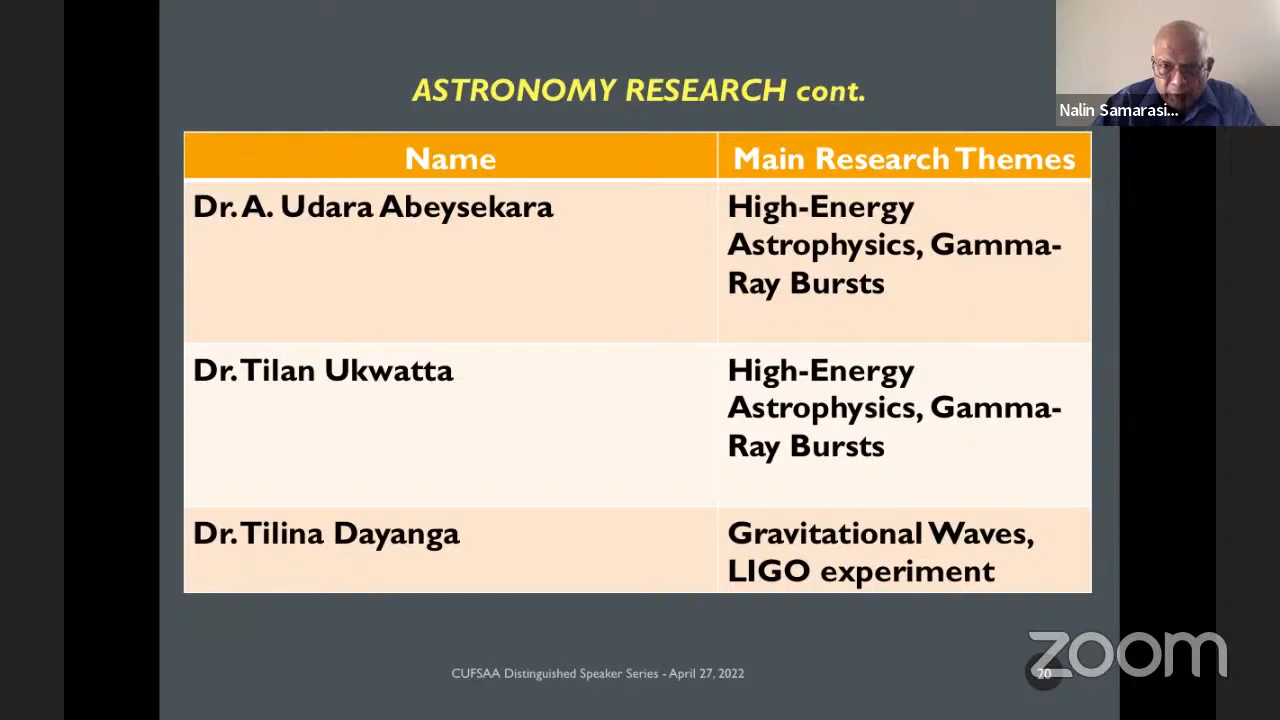 ASTRONOMY RESEARCH cont.
Nalin Samarasi...
Name
Main Research Themes
Dr. A. Udara Abeysekara
High-Energy
Astrophysics, Gamma-
Ray Bursts
Dr. Tilan Ukwatta
High-Energy
Astrophysics, Gamma-
Ray Bursts
Dr. Tilina Dayanga
Gravitational Waves,
LIGO experiment
CUFSAA Distinguished Speaker Series - April 27, 2022
20
zoom